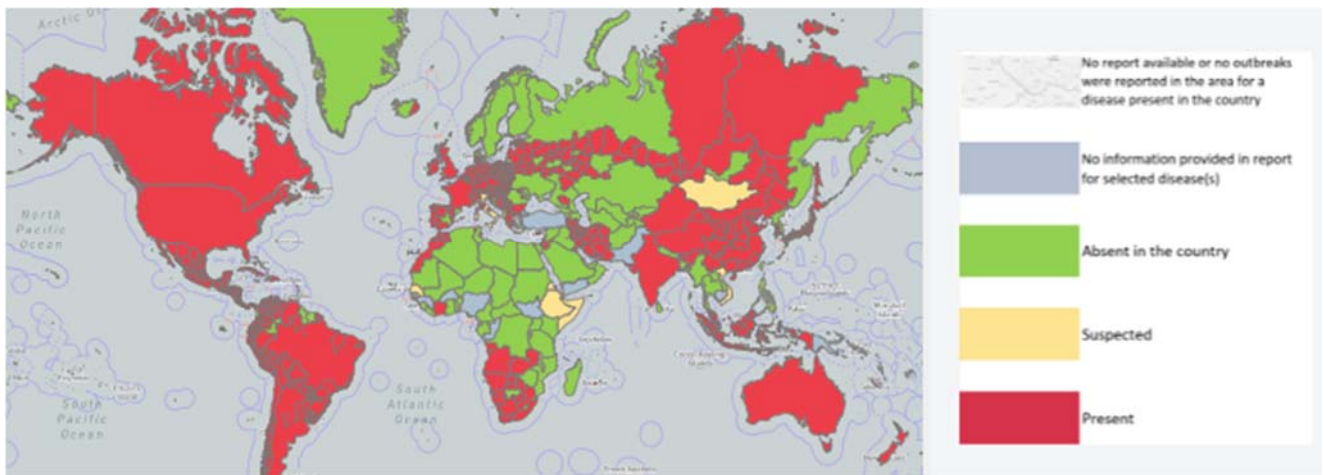 Arctic
North
Pacific
Ocean
South
Pacific
Ocean
South
Atlantic
Ocean
No report available or no outbreaks
were reported in the area for a
disease present in the country
No information provided in report
for selected disease(s)
Absent in the country
Suspected
Present